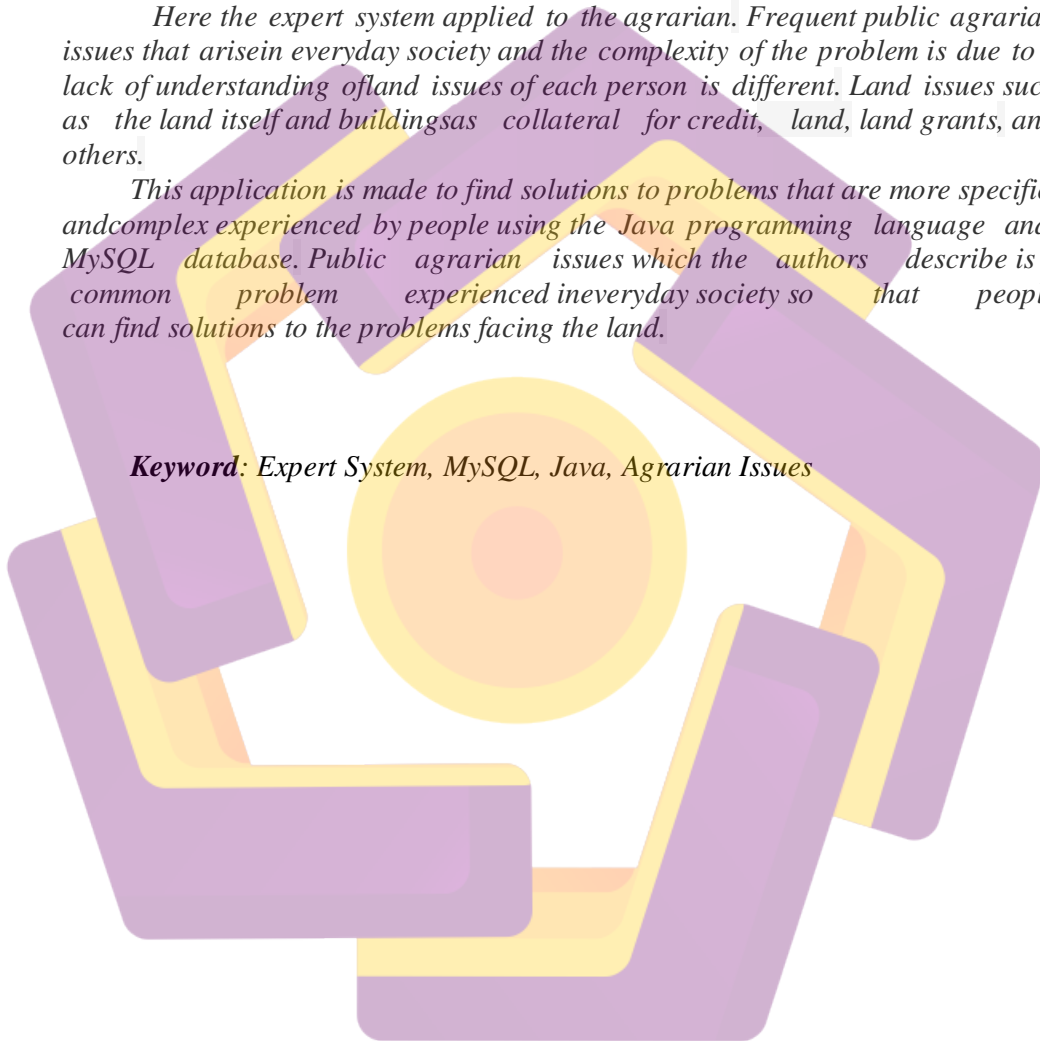 Here the expert system applied to the agrarian. Frequent public agraria
issues that arisein everyday society and the complexity of the problem is due to
lack of understanding ofland issues of each person is different. Land issues suc
as the land itself and buildingsas collateral for credit, land, land grants, an
others.
This application is made to find solutions to problems that are more specific
andcomplex experienced by people using the Java programming language and
MySQL database. Public agrarian issues which the authors describe is
common problem experienced ineveryday society so that peopl
can find solutions to the problems facing the land.
Keyword: Expert System, MySQL, Java, Agrarian Issues